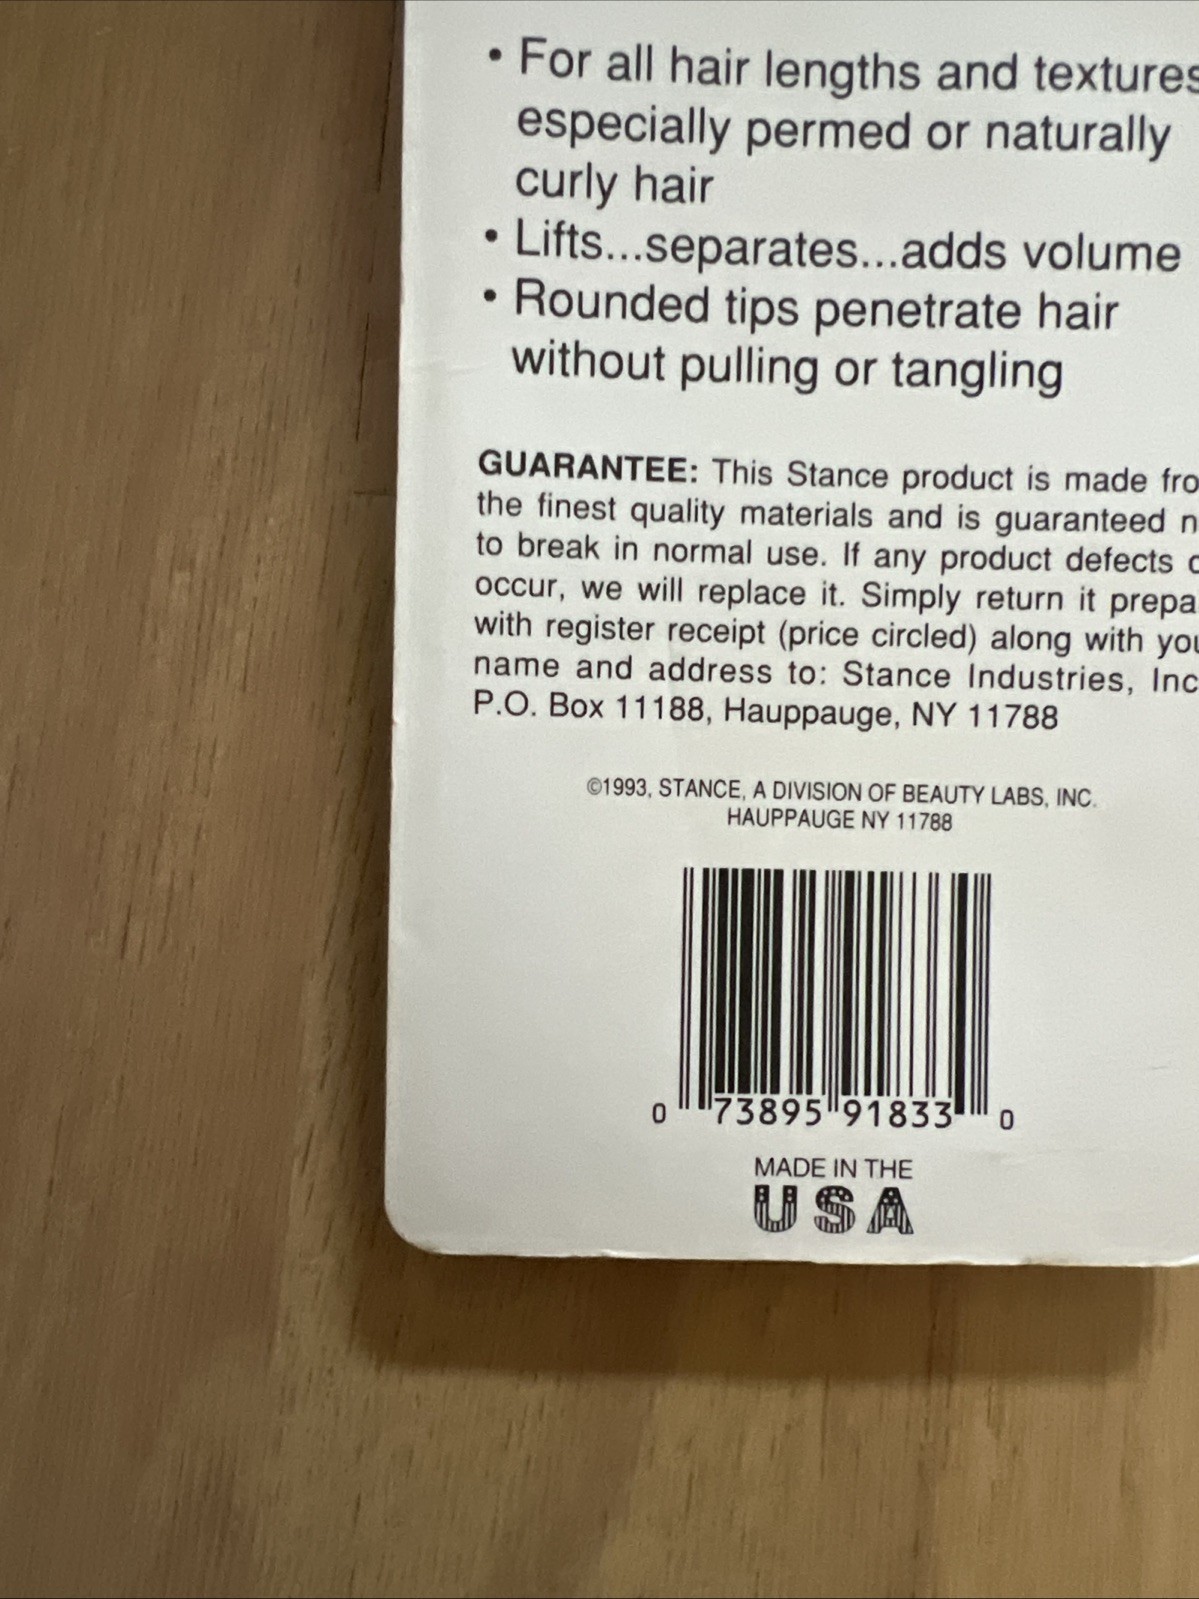 • For all hair lengths and textures
especially permed or naturally
curly hair
• Lifts...separates...adds volume
• Rounded tips penetrate hair
without pulling or tangling
GUARANTEE: This Stance product is made fro
the finest quality materials and is guaranteed n
to break in normal use. If any product defects
occur, we will replace it. Simply return it prepa
with register receipt (price circled) along with you
name and address to: Stance Industries, Inc
P.O. Box 11188, Hauppauge, NY 11788
©1993, STANCE, A DIVISION OF BEAUTY LABS, INC.
HAUPPAUGE NY 11788
0 73895 91833 0
MADE IN THE
USA